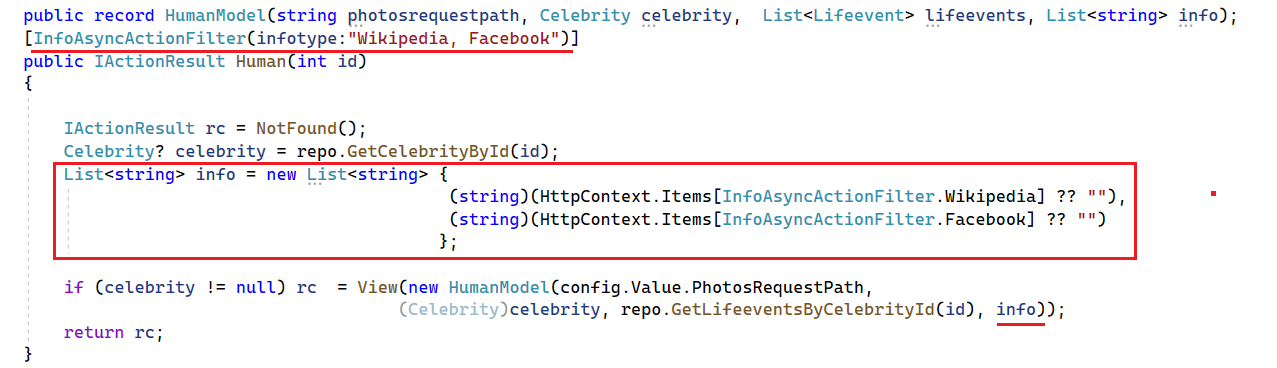 public record HumanModel(string photosrequestpath, Celebrity celebrity,  List<Lifeevent> lifeevents, List<string> info);
[InfoAsyncActionFilter(infotype:"Wikipedia, Facebook")]
public IActionResult Human(int id)
{
IActionResult rc = NotFound();
Celebrity? celebrity = repo.GetCelebrityById(id);
List<string> info = new List<string> {
(string)(HttpContext.Items[InfoAsyncActionFilter.Wikipedia] ?? ""),
(string)(HttpContext.Items[InfoAsyncActionFilter.Facebook] ?? "")
};
if (celebrity != null) rc  = View(new HumanModel(config.Value.PhotosRequestPath,
(Celebrity)celebrity, repo.GetLifeeventsByCelebrityId(id), info));
return rc;
}